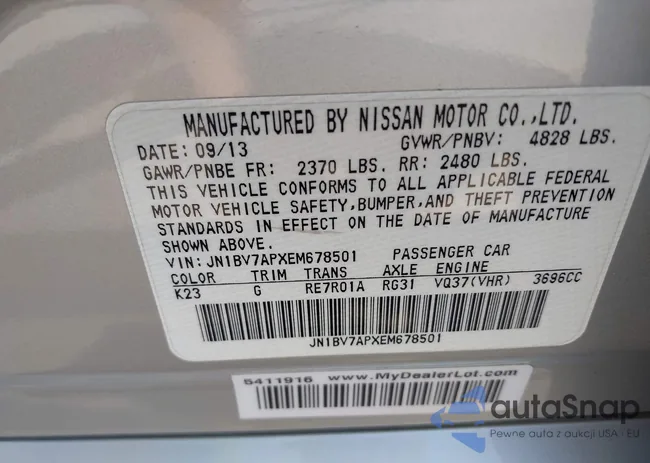 MANUFACTURED BY NISSAN MOTOR CO.,LTD.
DATE: 09/13 GVWR/PNBV: 4828 LBS.
GAWR/PNBE FR: 2370 LBS. RR: 2480 LBS.
THIS VEHICLE CONFORMS TO ALL APPLICABLE FEDERAL
MOTOR VEHICLE SAFETY,BUMPER,AND THEFT PREVENTION
STANDARDS IN EFFECT ON THE DATE OF MANUFACTURE
SHOWN ABOVE.
VIN: JN1BV7APXEM678501 PASSENGER CAR
COLOR TRIM TRANS AXLE ENGINE
K23 G RE7R01A RG31 VQ37(VHR) 3696CC
JN1BV7APXEM678501
5411916 www.MyDealerLot.com
autaSnap
Pewne auta z aukcji USA - EU